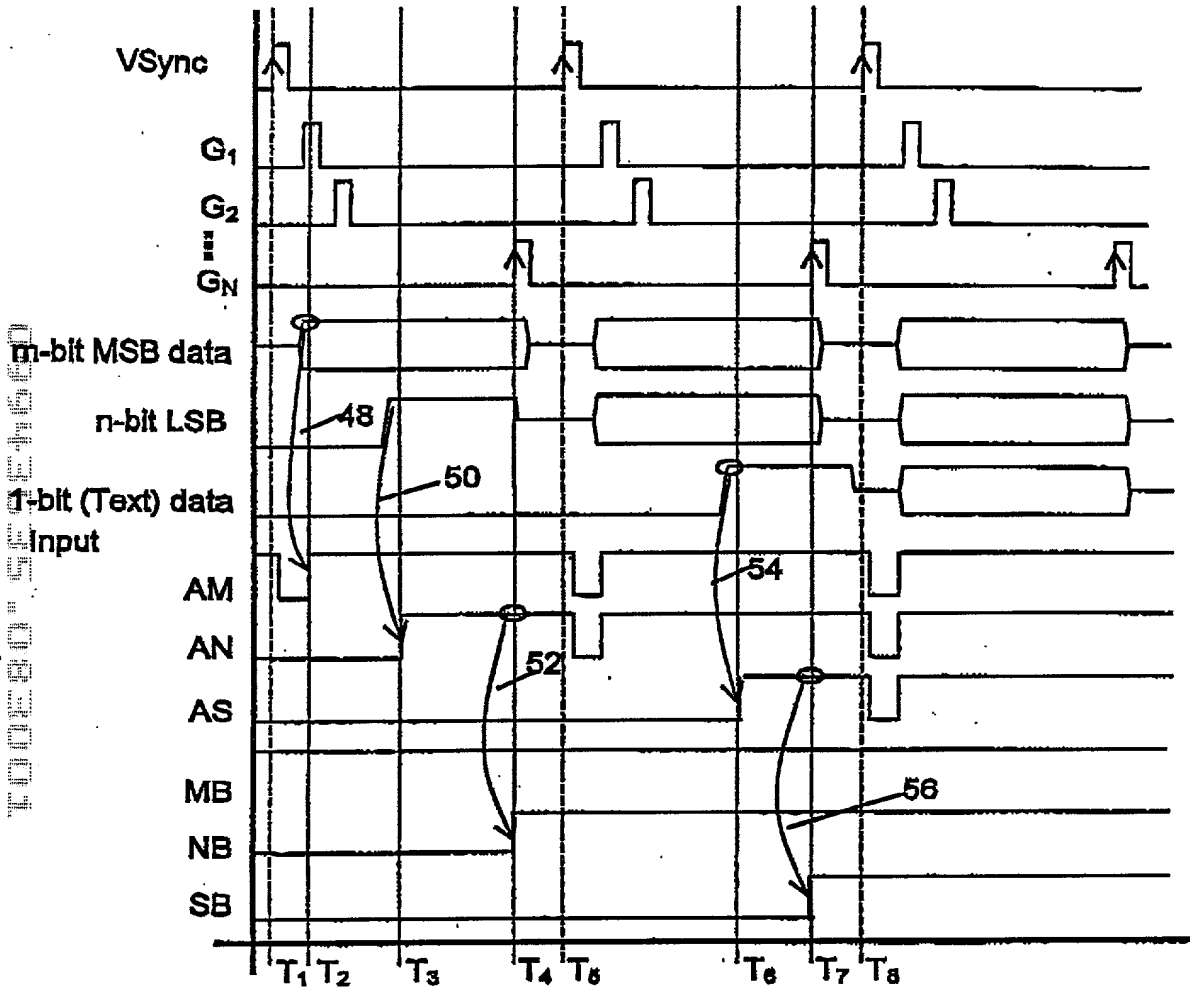 VSync
G₁
G₂
GN
m-bit MSB data
n-bit LSB
1-bit (Text) data
Input
AM
AN
AS
MB
NB
SB
48
50
52
54
56
T₁ T₂ T₃ T₄ T₅ T₆ T₇ T₈